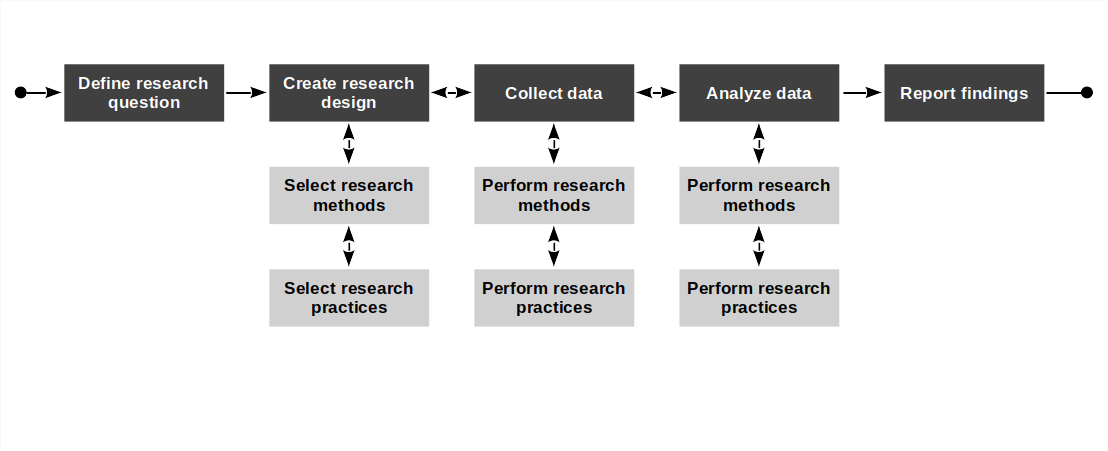 Define research
question
Create research
design
Collect data
Analyze data
Report findings
Select research
methods
Perform research
methods
Perform research
methods
Select research
practices
Perform research
practices
Perform research
practices